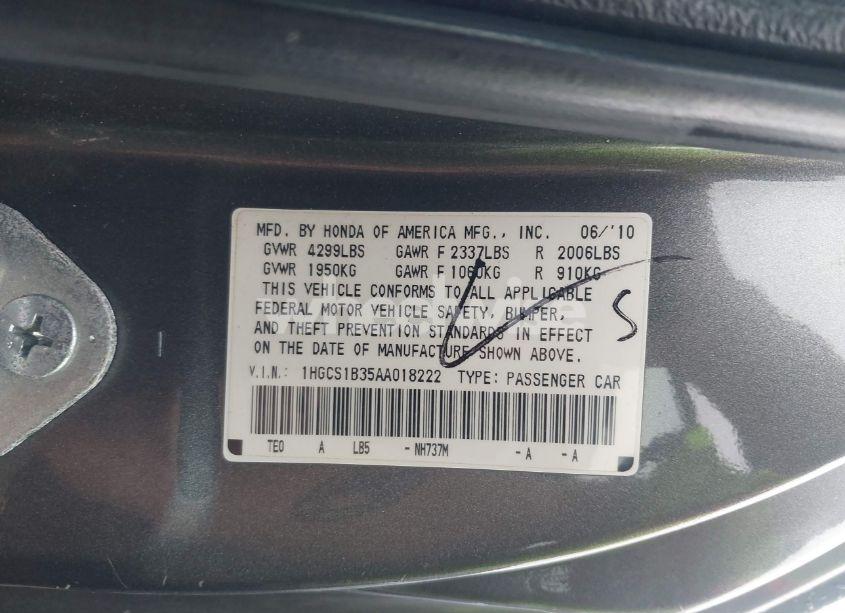 MFD. BY HONDA OF AMERICA MFG., INC. 06/'10
GVWR 4299LBS GAWR F 2337LBS R 2006LBS
GVWR 1950KG GAWR F 1060KG R 910KG
THIS VEHICLE CONFORMS TO ALL APPLICABLE
FEDERAL MOTOR VEHICLE SAFETY, BUMPER,
AND THEFT PREVENTION STANDARDS IN EFFECT
ON THE DATE OF MANUFACTURE SHOWN ABOVE.
V.I.N.: 1HGCS1B35AA018222 TYPE: PASSENGER CAR
TE0 A LB5 - NH737M - A - A
S